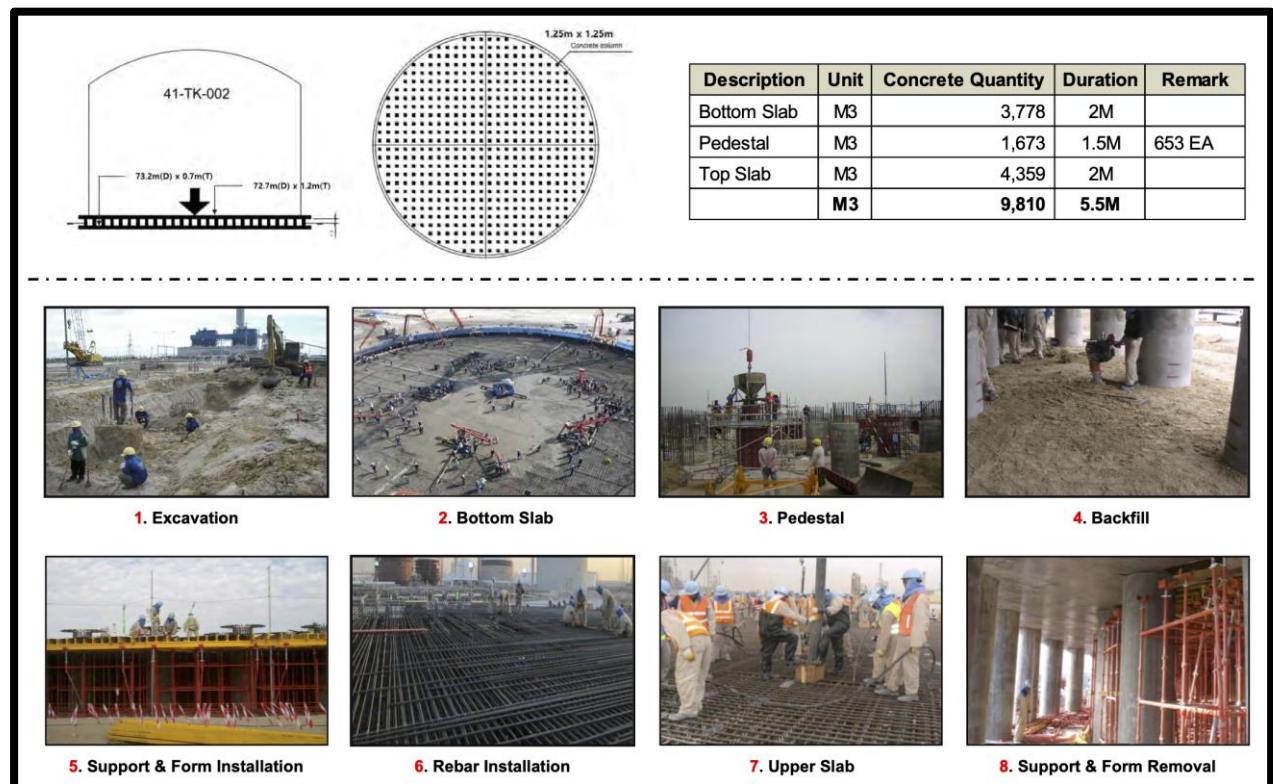 1.25m x 1.25m
Concrete column
41-TK-002
73.2m(D) x 0.7m(T)
72.7m(D) x 1.2m(T)
Description Unit Concrete Quantity Duration Remark
Bottom Slab M3 3,778 2M
Pedestal M3 1,673 1.5M 653 EA
Top Slab M3 4,359 2M
M3 9,810 5.5M
1. Excavation
2. Bottom Slab
3. Pedestal
4. Backfill
5. Support & Form Installation
6. Rebar Installation
7. Upper Slab
8. Support & Form Removal